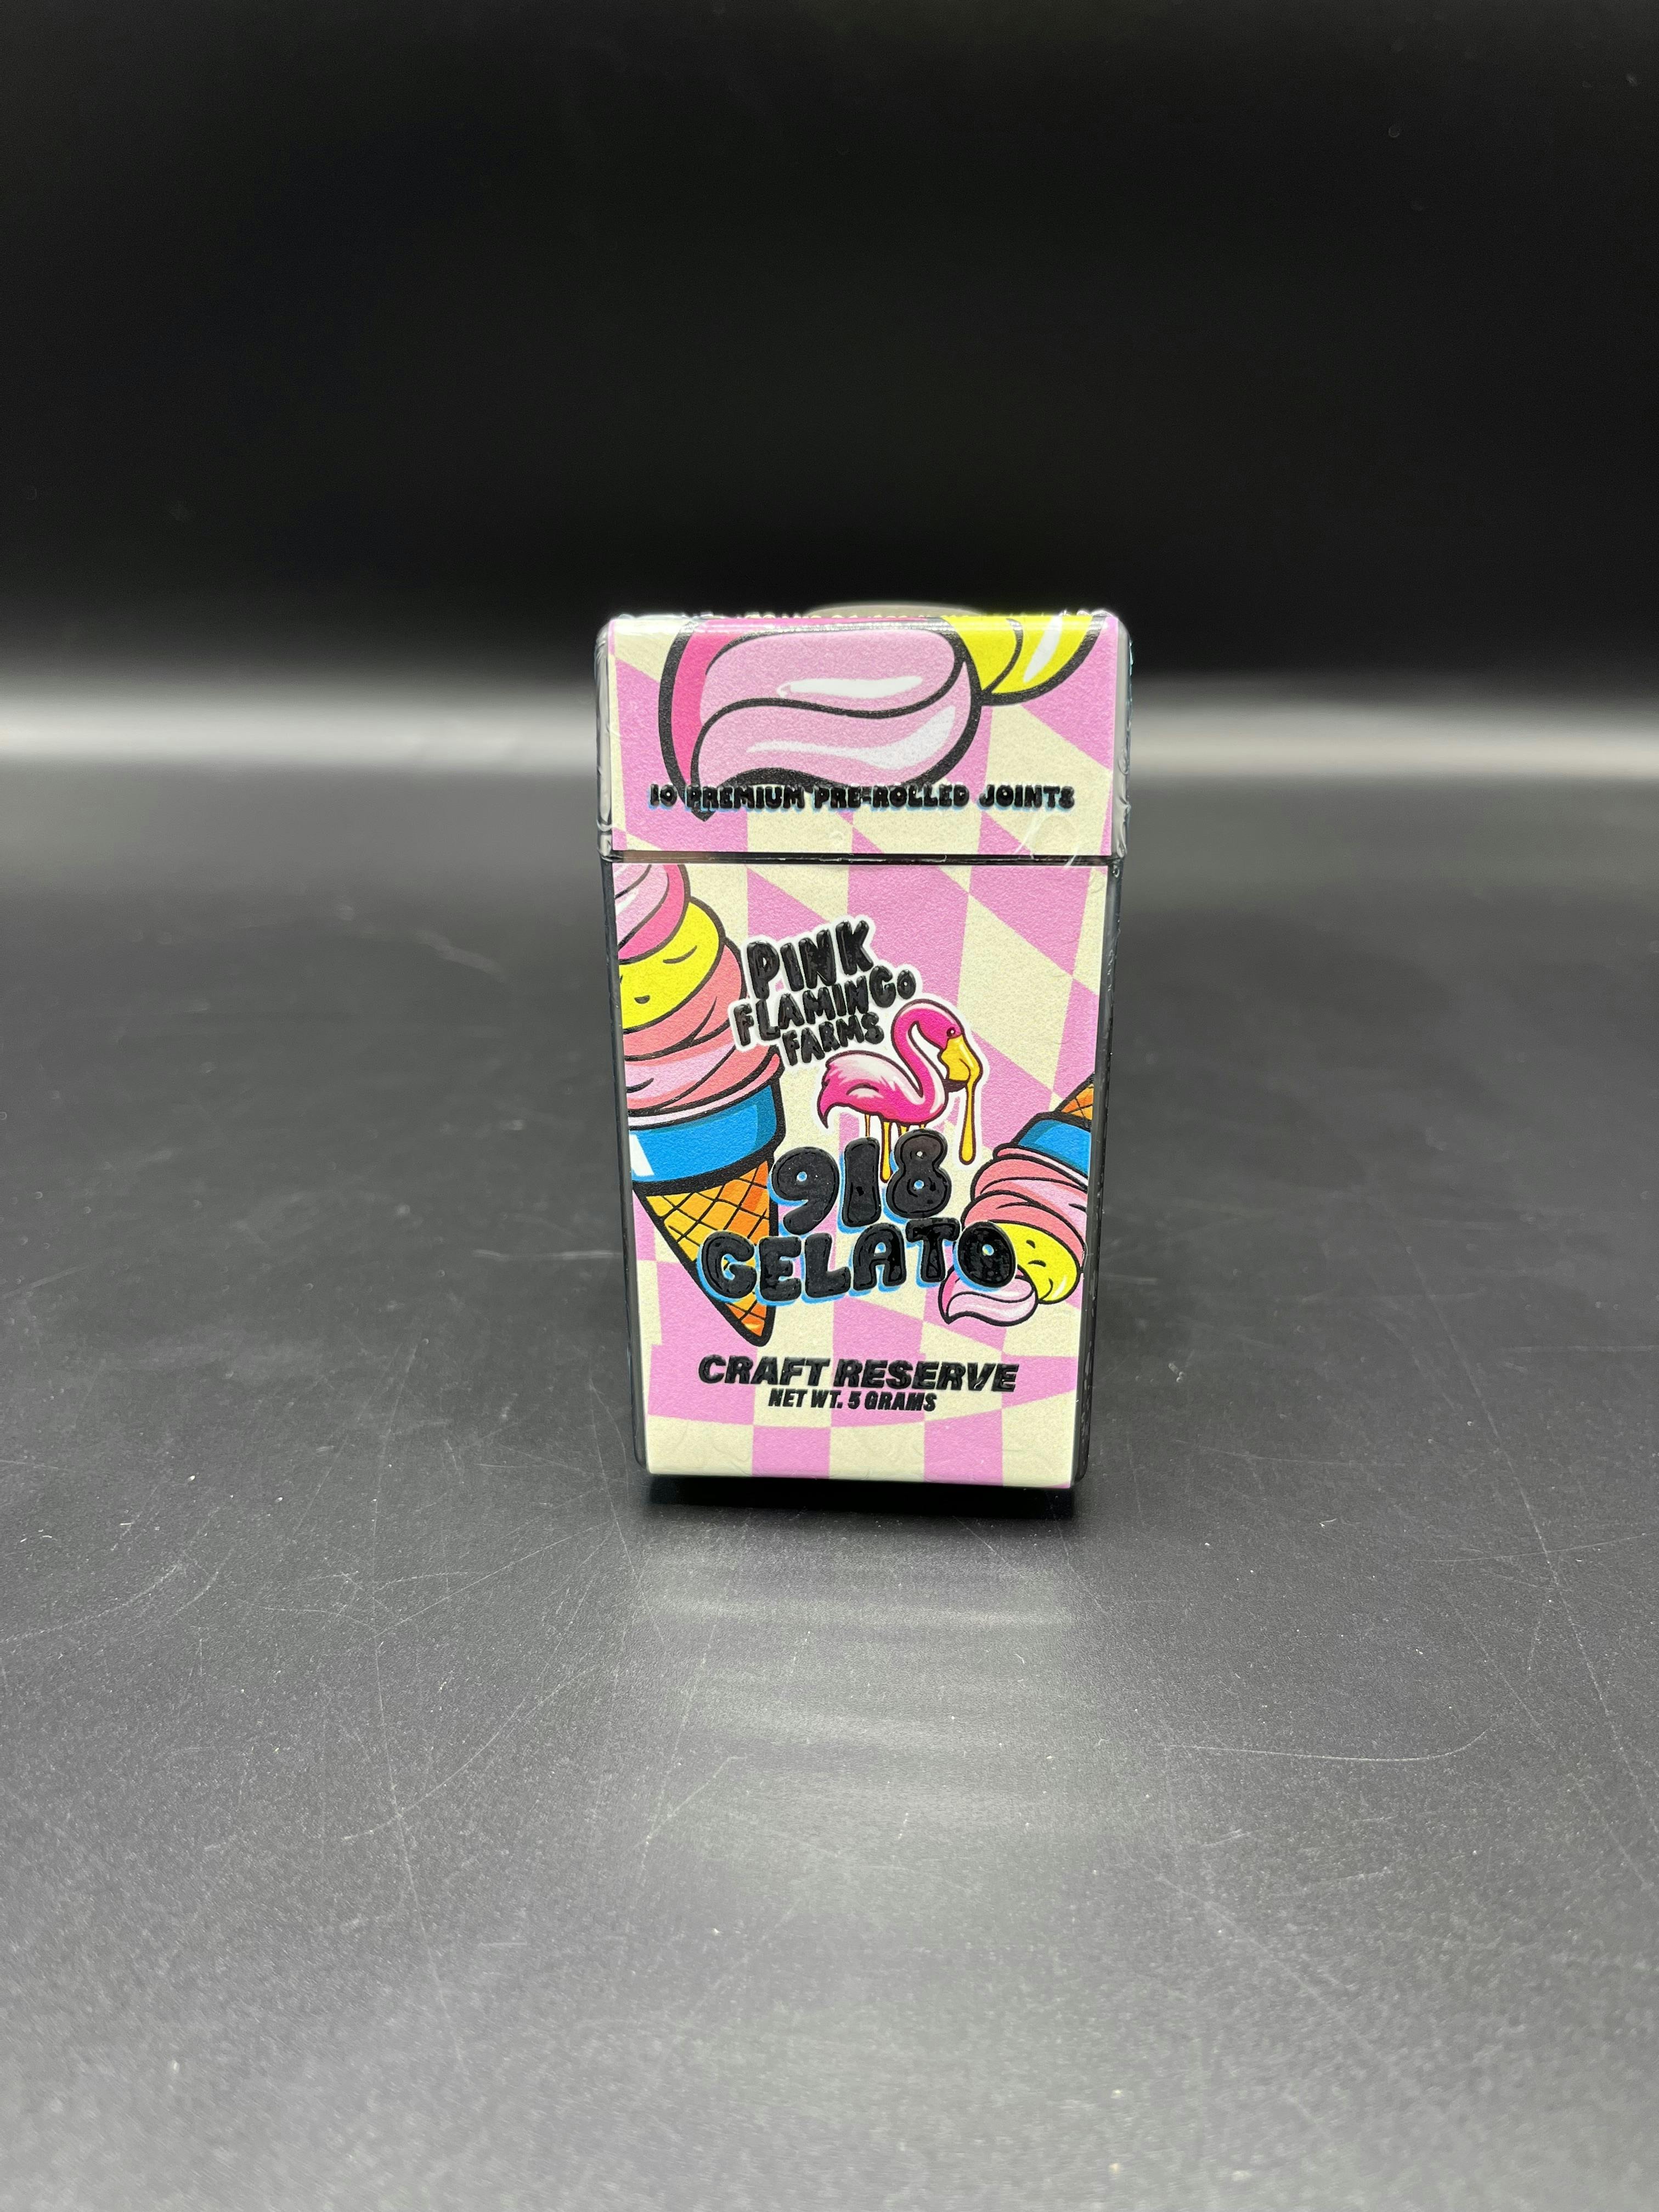 10 PREMIUM PRE-ROLLED JOINTS
PINK
FLAMINGO
FARMS
918
GELATO
CRAFT RESERVE
NET WT. 5 GRAMS